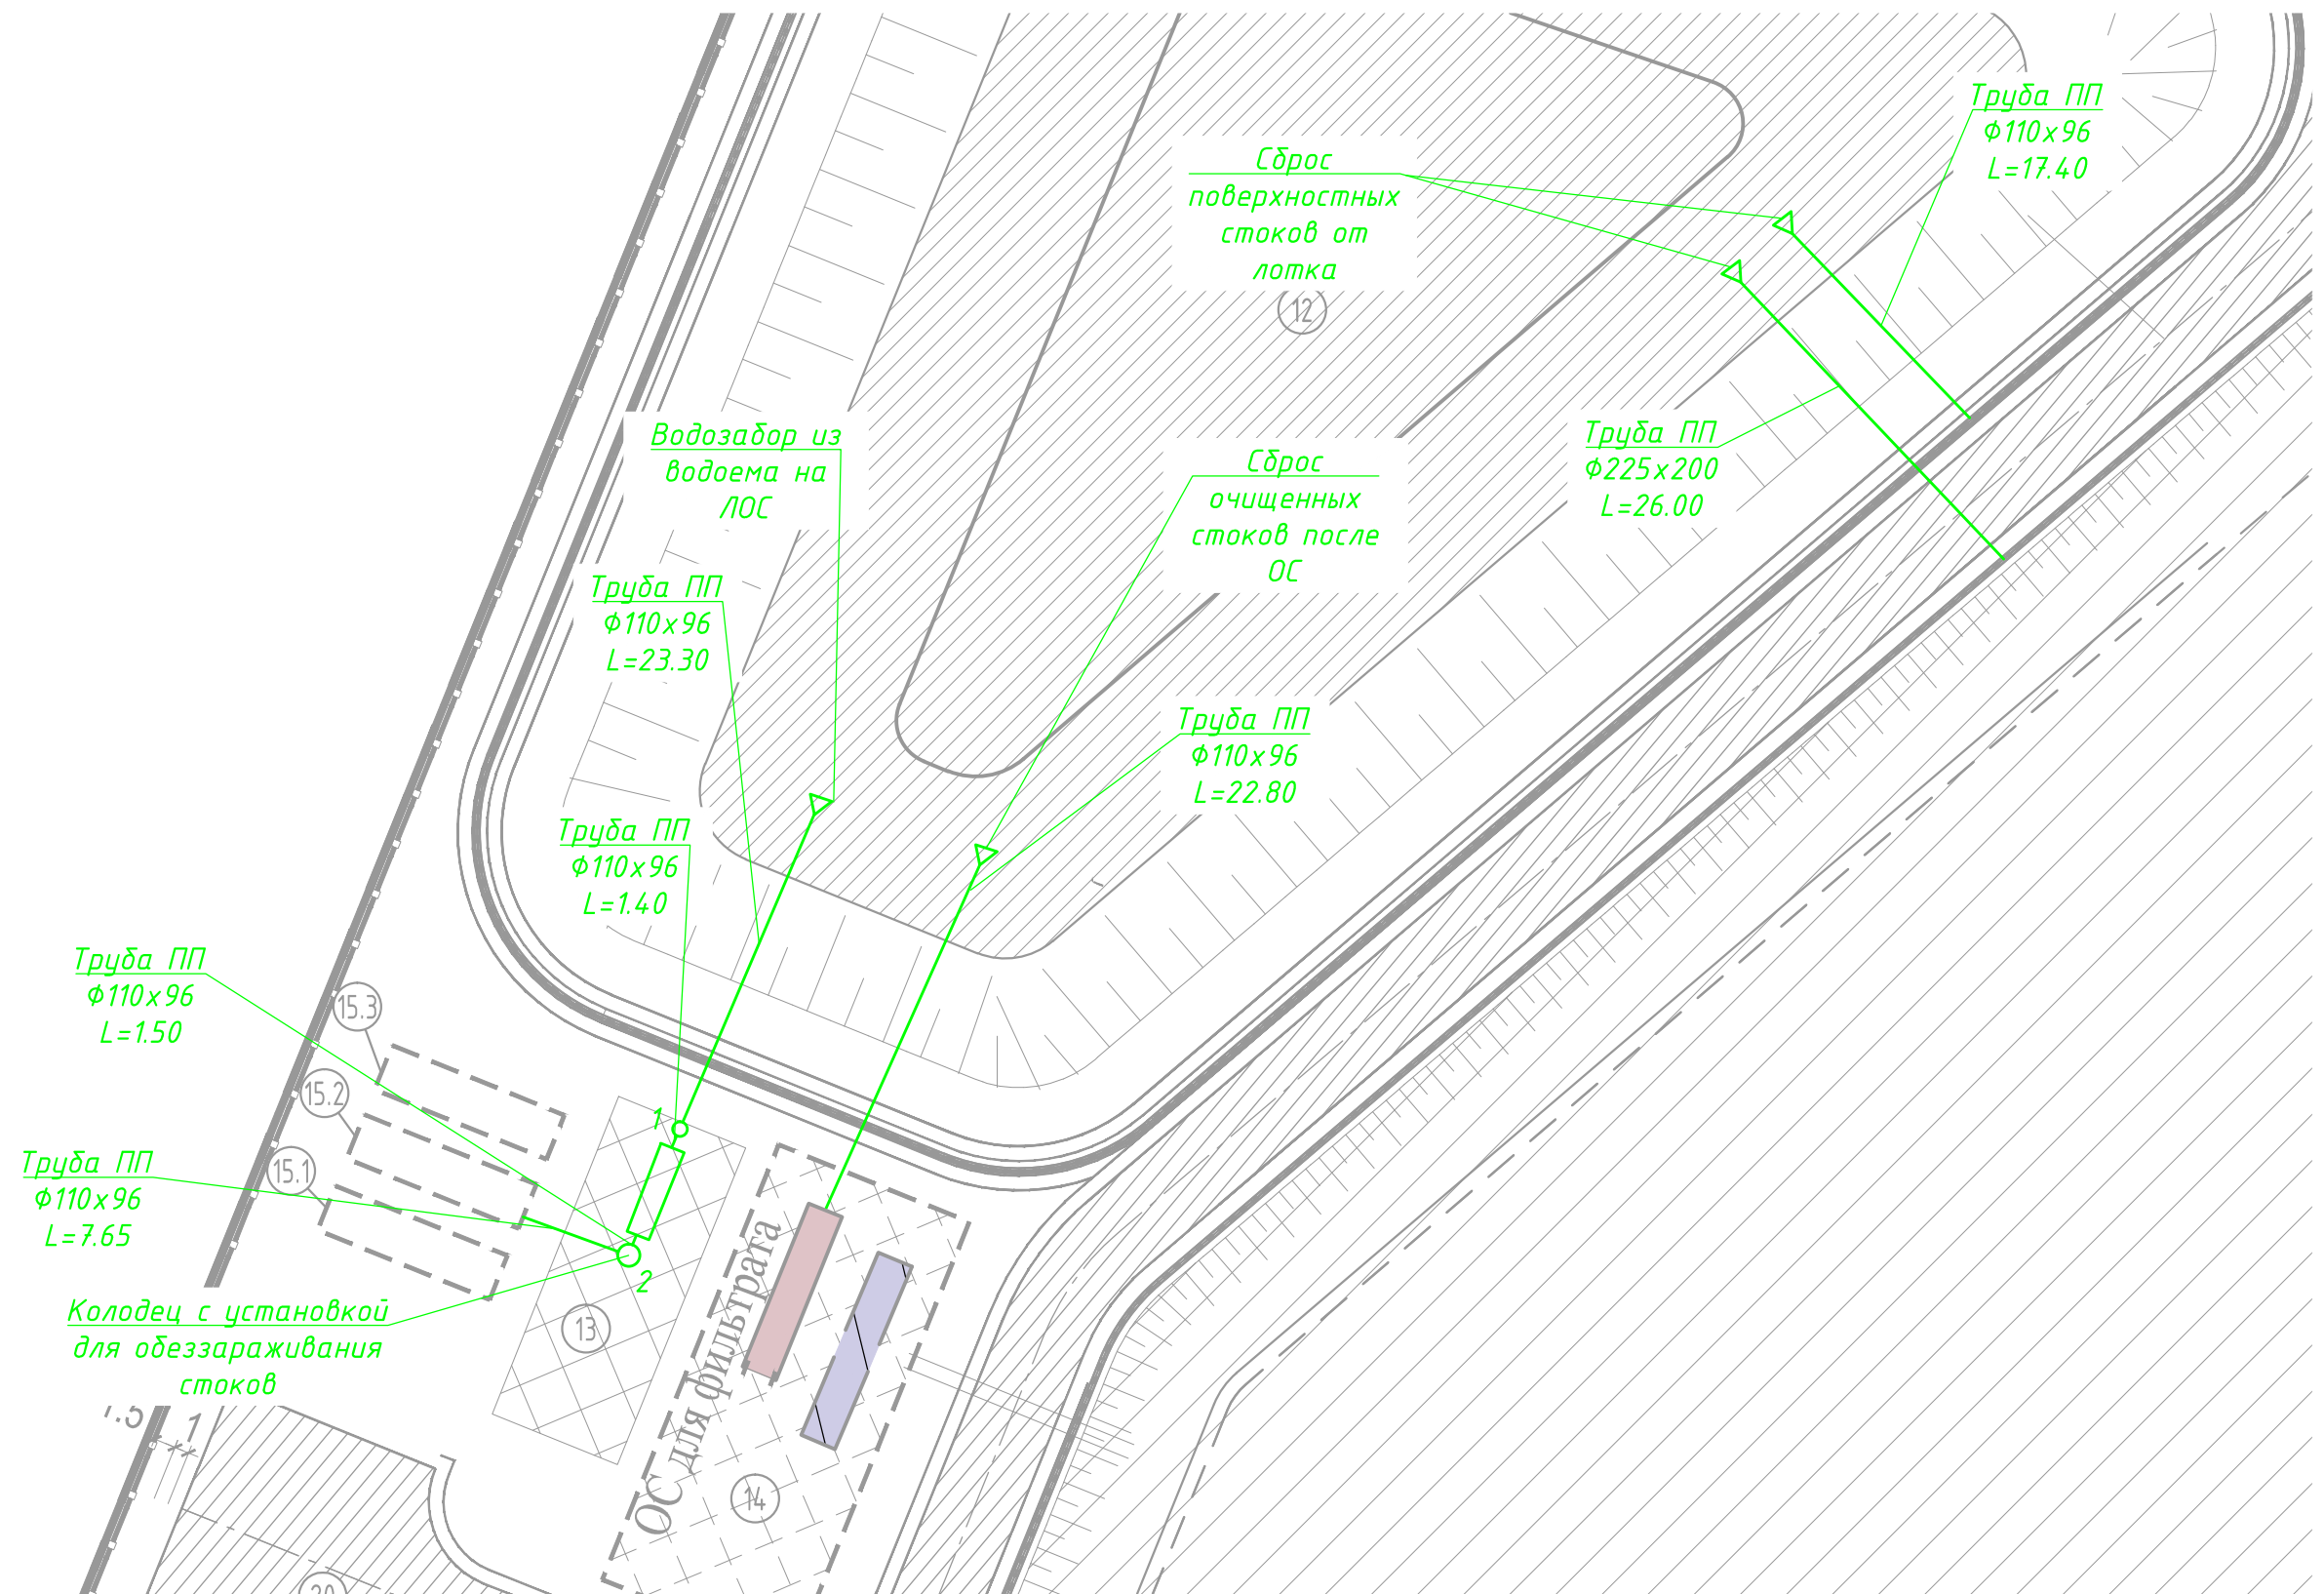 Труба ПП
Ф110х96
L=17.40
Сброс
поверхностных
стоков от
лотка
12
Труба ПП
Ф225х200
L=26.00
Водозабор из
водоема на
ЛОС
Сброс
очищенных
стоков после
ОС
Труба ПП
Ф110х96
L=23.30
Труба ПП
Ф110х96
L=22.80
Труба ПП
Ф110х96
L=1.40
Труба ПП
Ф110х96
L=1.50
15.3
15.2
15.1
1
Труба ПП
Ф110х96
L=7.65
2
Колодец с установкой
для обеззараживания
стоков
13
ОС для фильтрата
14
1